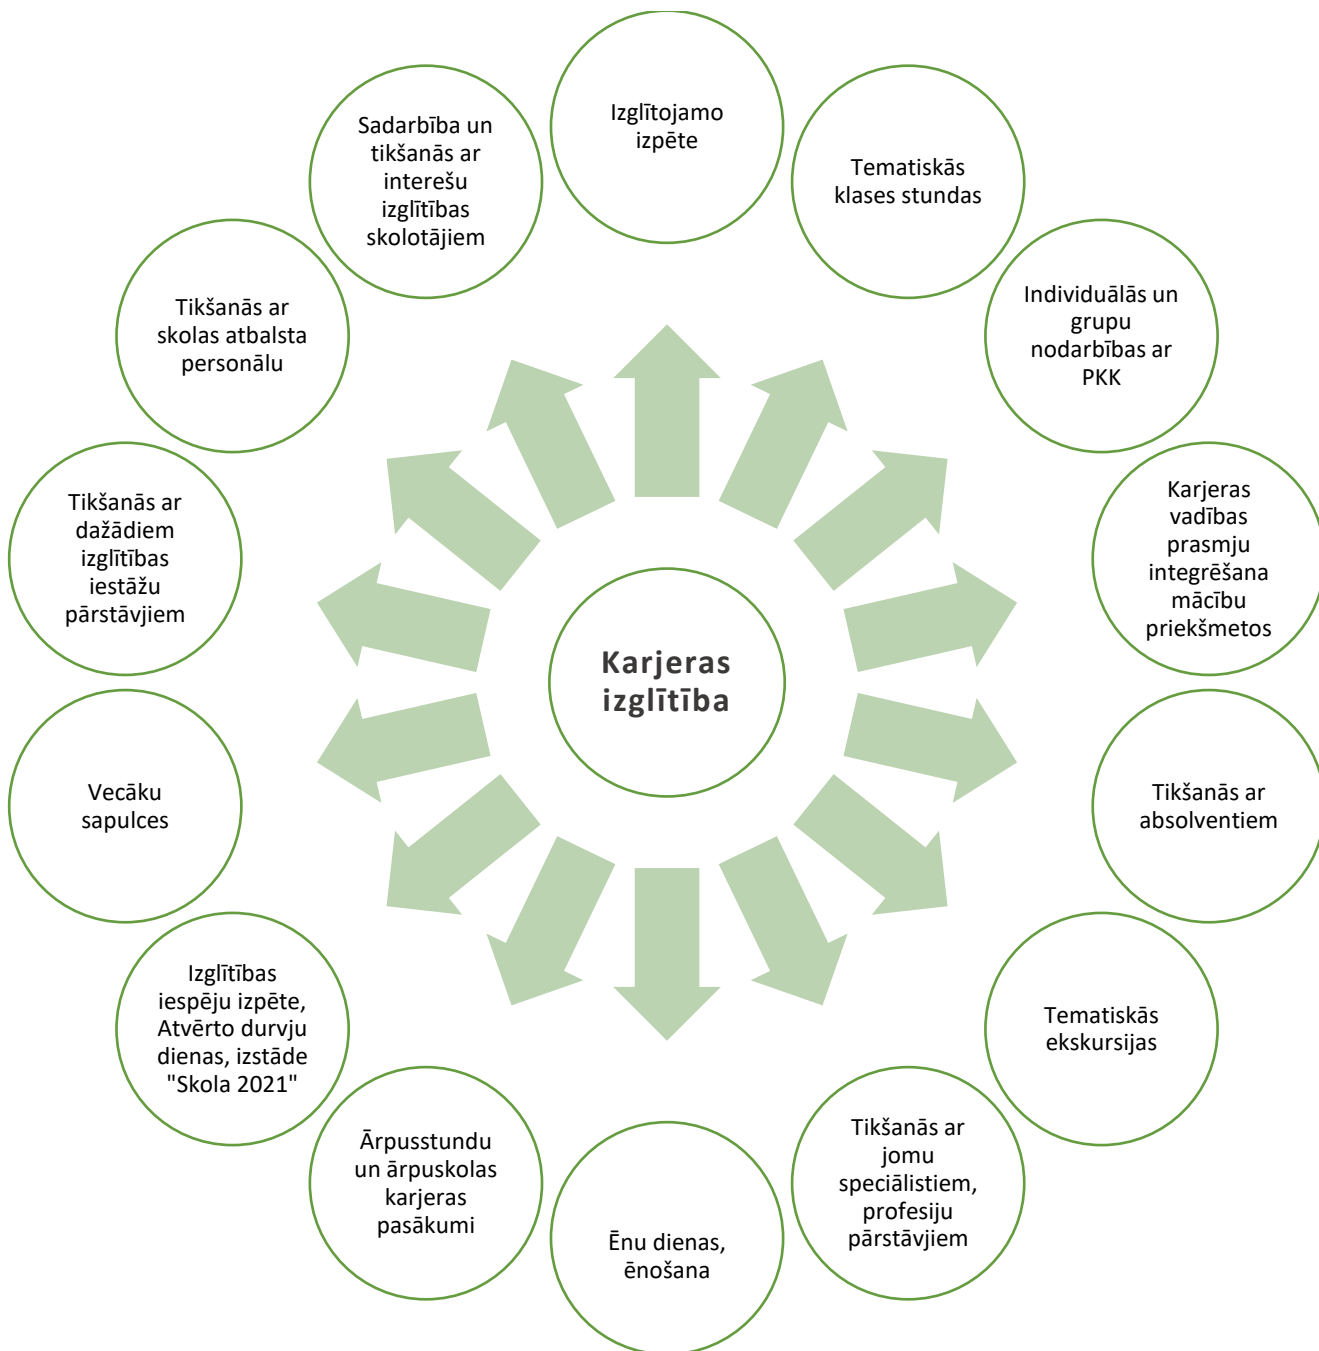 Izglītojamo
izpēte
Tematiskās
klases stundas
Individuālās un
grupu
nodarbības ar
PKK
Karjeras
vadības
prasmju
integrēšana
mācību
priekšmetos
Tikšanās ar
absolventiem
Tematiskās
ekskursijas
Tikšanās ar
jomu
speciālistiem,
profesiju
pārstāvjiem
Ēnu dienas,
ēnošana
Ārpusstundu
un ārpuskolas
karjeras
pasākumi
Izglītības
iespēju izpēte,
Atvērto durvju
dienas, izstāde
"Skola 2021"
Vecāku
sapulces
Tikšanās ar
dažādiem
izglītības
iestāžu
pārstāvjiem
Tikšanās ar
skolas atbalsta
personālu
Sadarbība un
tikšanās ar
interešu
izglītības
skolotājiem
Karjeras
izglītība